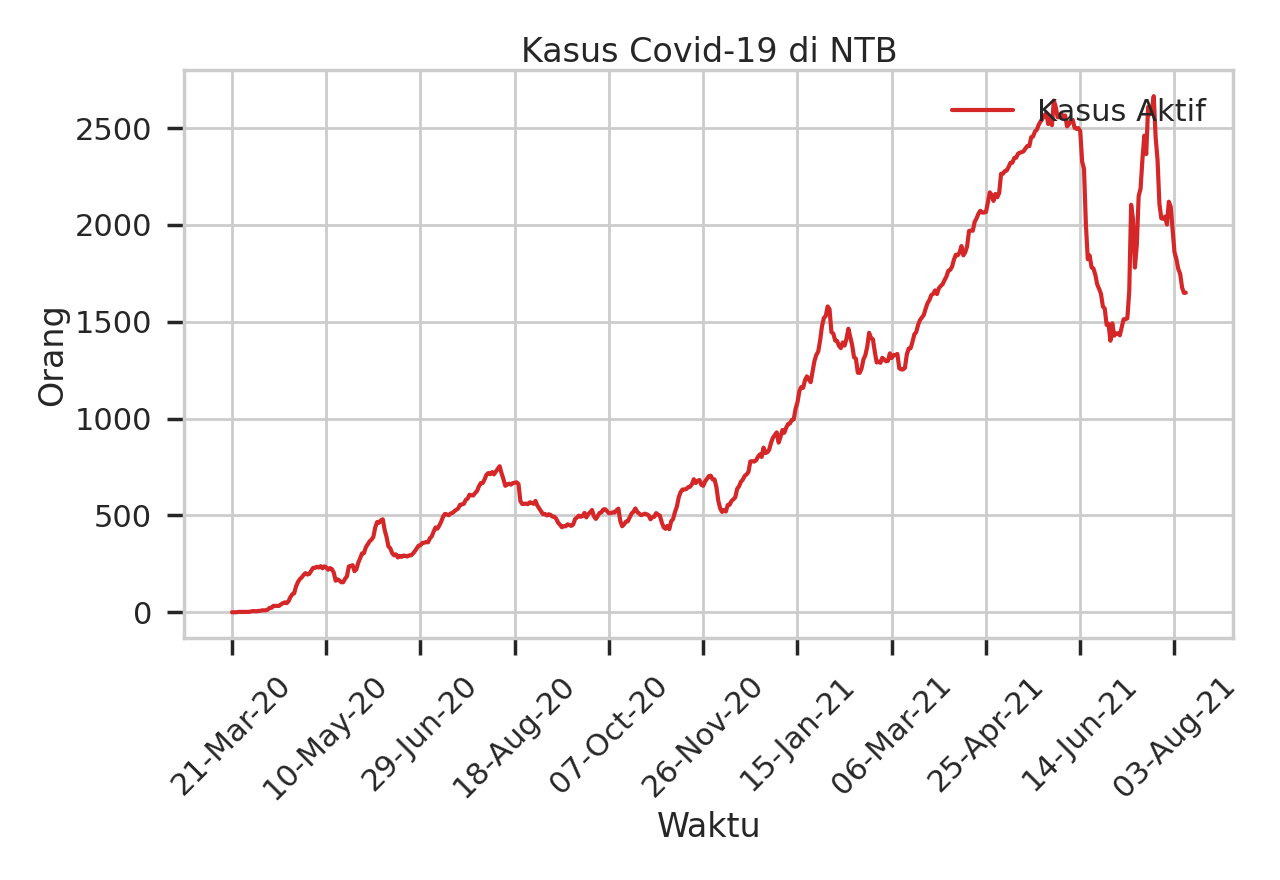 Kasus Covid-19 di NTB
Kasus Aktif
Orang
2500
2000
1500
1000
500
0
21-Mar-20
10-May-20
29-Jun-20
18-Aug-20
07-Oct-20
26-Nov-20
15-Jan-21
06-Mar-21
25-Apr-21
14-Jun-21
03-Aug-21
Waktu